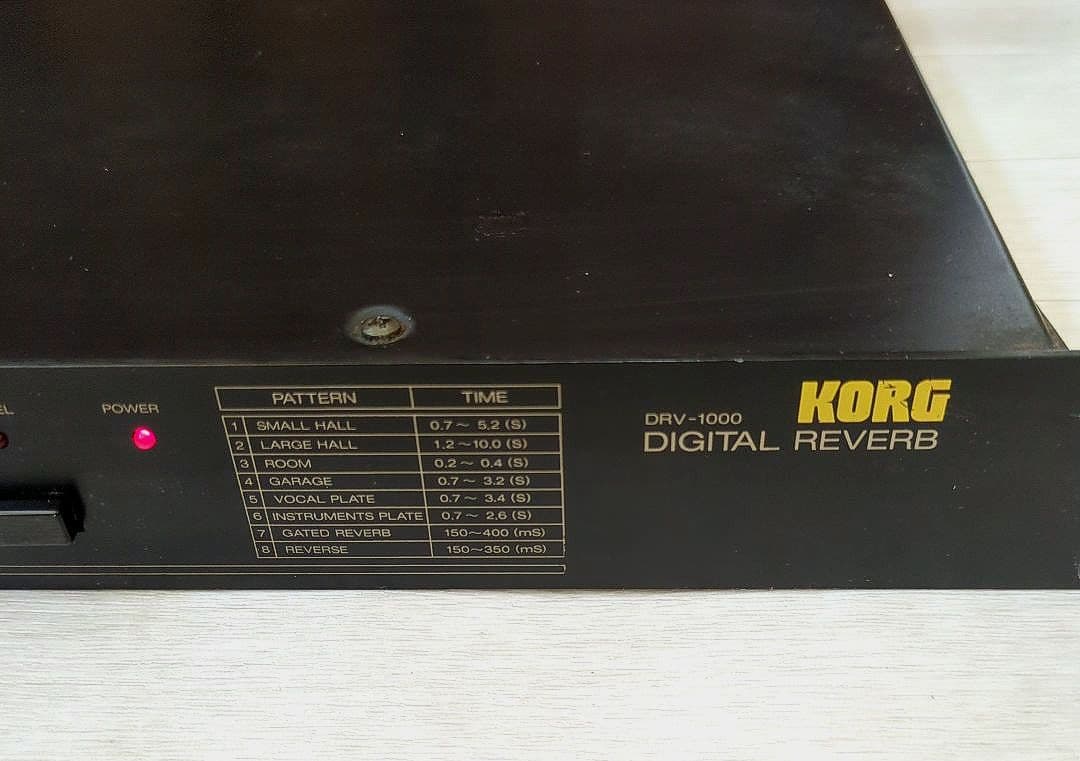 EL
POWER
PATTERN TIME
1 SMALL HALL 0.7~ 5.2 (S)
2 LARGE HALL 1.2~10.0 (S)
3 ROOM 0.2~ 0.4 (S)
4 GARAGE 0.7~ 3.2 (S)
5 VOCAL PLATE 0.7~ 3.4 (S)
6 INSTRUMENTS PLATE 0.7~ 2.6 (S)
7 GATED REVERB 150~400 (mS)
8 REVERSE 150~350 (mS)
KORG
DRV-1000
DIGITAL REVERB